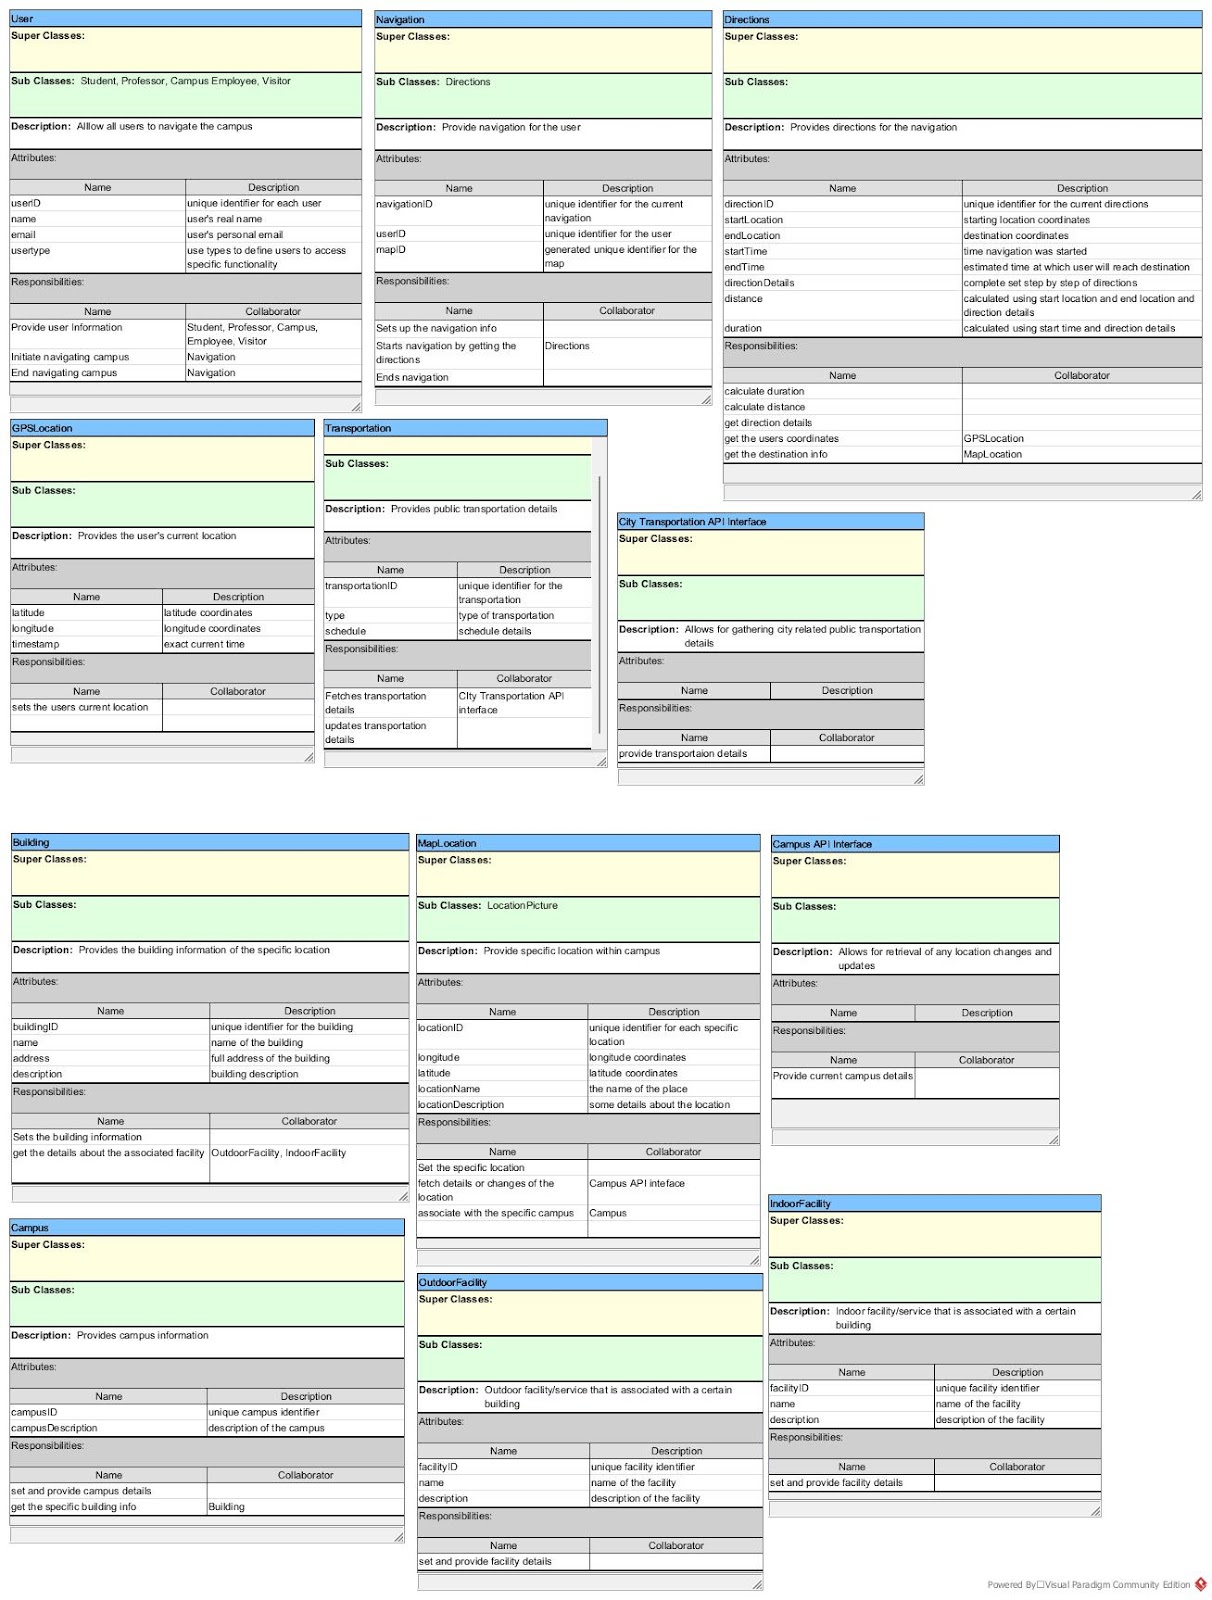 User
Super Classes:
Sub Classes: Student, Professor, Campus Employee, Visitor
Description: Alllow all users to navigate the campus
Attributes:
Name Description
userID unique identifier for each user
name user's real name
email user's personal email
usertype use types to define users to access
specific functionality
Responsibilities:
Name Collaborator
Provide user Information Student, Professor, Campus,
Employee, Visitor
Initiate navigating campus Navigation
End navigating campus Navigation
Navigation
Super Classes:
Sub Classes: Directions
Description: Provide navigation for the user
Attributes:
Name Description
navigationID unique identifier for the current
navigation
userID unique identifier for the user
mapID generated unique identifier for the
map
Responsibilities:
Name Collaborator
Sets up the navigation info
Starts navigation by getting the Directions
directions
Ends navigation
Directions
Super Classes:
Sub Classes:
Description: Provides directions for the navigation
Attributes:
Name Description
directionID unique identifier for the current directions
startLocation starting location coordinates
endLocation destination coordinates
startTime time navigation was started
endTime estimated time at which user will reach destination
directionDetails complete set step by step of directions
distance calculated using start location and end location and
direction details
duration calculated using start time and direction details
Responsibilities:
Name Collaborator
calculate duration
calculate distance
get direction details
get the users coordinates GPSLocation
get the destination info MapLocation
GPSLocation
Super Classes:
Sub Classes:
Description: Provides the user's current location
Attributes:
Name Description
latitude latitude coordinates
longitude longitude coordinates
timestamp exact current time
Responsibilities:
Name Collaborator
sets the users current location
Transportation
Sub Classes:
Description: Provides public transportation details
Attributes:
Name Description
transportationID unique identifier for the
transportation
type type of transportation
schedule schedule details
Responsibilities:
Name Collaborator
Fetches transportation CIty Transportation API
details interface
updates transportation
details
City Transportation API Interface
Super Classes:
Sub Classes:
Description: Allows for gathering city related public transportation
details
Attributes:
Name Description
Responsibilities:
Name Collaborator
provide transportaion details
Building
Super Classes:
Sub Classes:
Description: Provides the building information of the specific location
Attributes:
Name Description
buildingID unique identifier for the building
name name of the building
address full address of the building
description building description
Responsibilities:
Name Collaborator
Sets the building information
get the details about the associated facility OutdoorFacility, IndoorFacility
MapLocation
Super Classes:
Sub Classes: LocationPicture
Description: Provide specific location within campus
Attributes:
Name Description
locationID unique identifier for each specific
location
longitude longitude coordinates
latitude latitude coordinates
locationName the name of the place
locationDescription some details about the location
Responsibilities:
Name Collaborator
Set the specific location
fetch details or changes of the Campus API inteface
location
associate with the specific campus Campus
Campus API Interface
Super Classes:
Sub Classes:
Description: Allows for retrieval of any location changes and
updates
Attributes:
Name Description
Responsibilities:
Name Collaborator
Provide current campus details
Campus
Super Classes:
Sub Classes:
Description: Provides campus information
Attributes:
Name Description
campusID unique campus identifier
campusDescription description of the campus
Responsibilities:
Name Collaborator
set and provide campus details
get the specific building info Building
OutdoorFacility
Super Classes:
Sub Classes:
Description: Outdoor facility/service that is associated with a certain
building
Attributes:
Name Description
facilityID unique facility identifier
name name of the facility
description description of the facility
Responsibilities:
Name Collaborator
set and provide facility details
IndoorFacility
Super Classes:
Sub Classes:
Description: Indoor facility/service that is associated with a certain
building
Attributes:
Name Description
facilityID unique facility identifier
name name of the facility
description description of the facility
Responsibilities:
Name Collaborator
set and provide facility details
Powered By□Visual Paradigm Community Edition